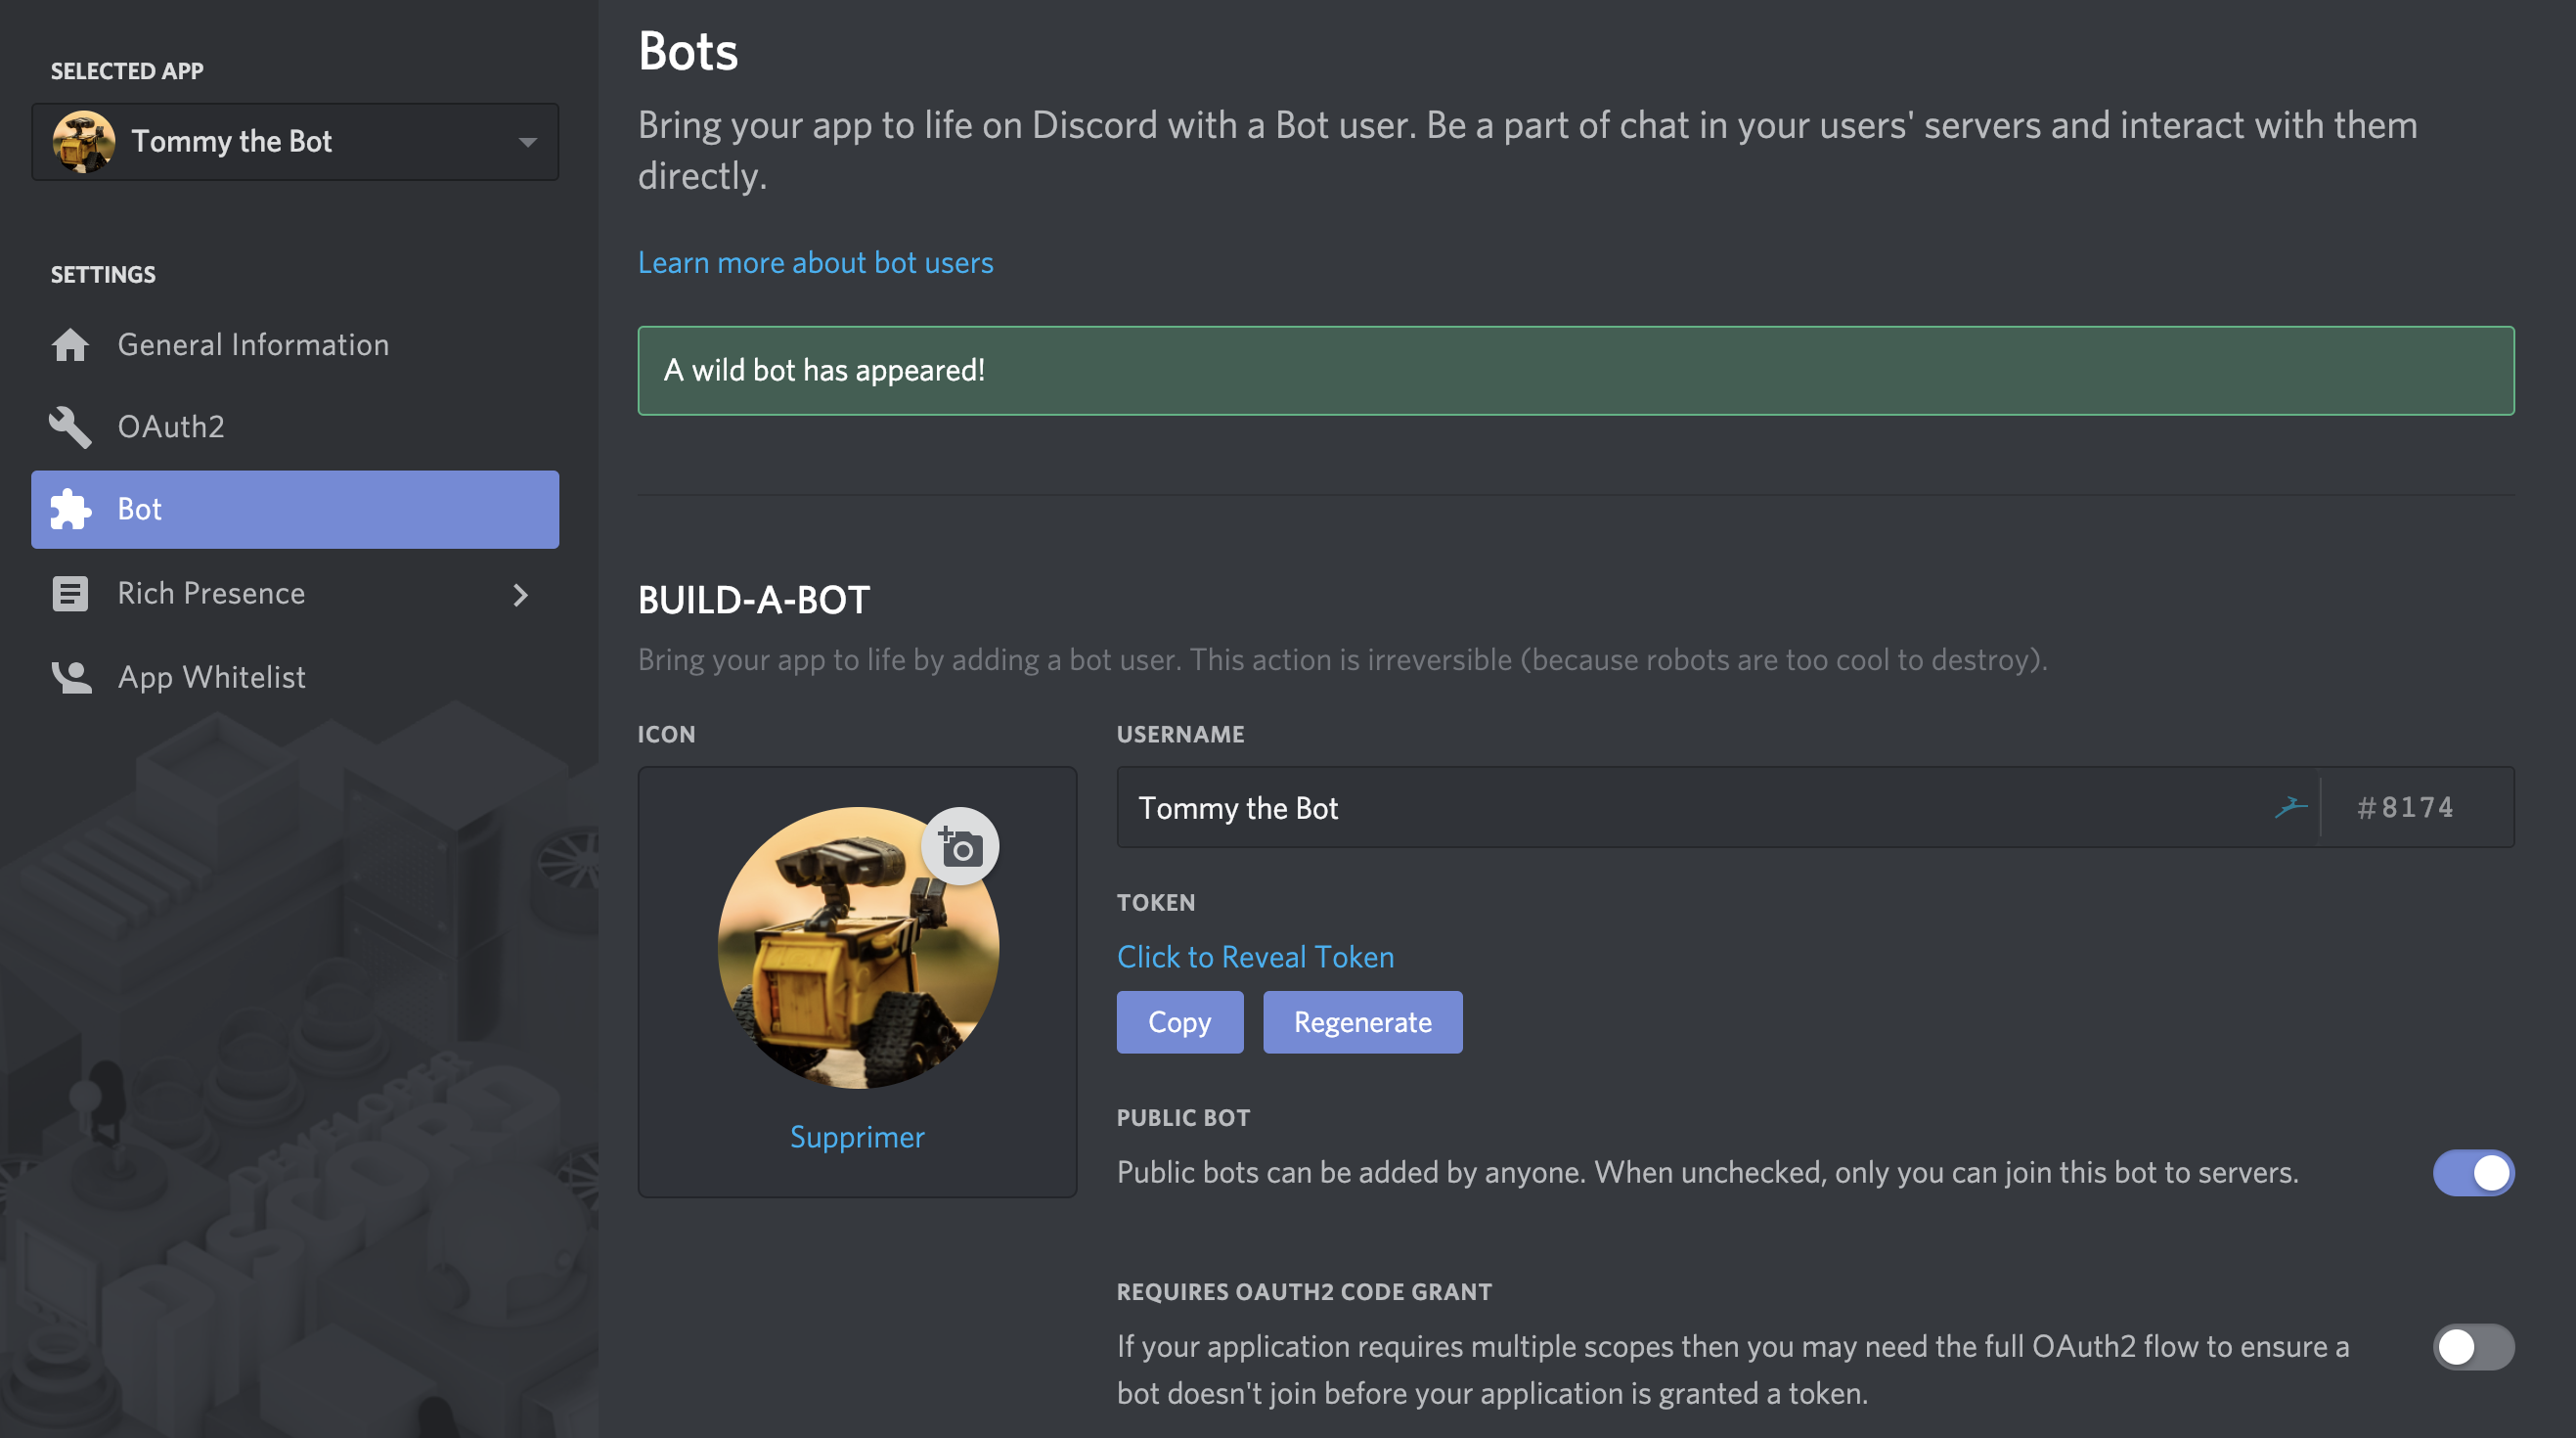 SELECTED APP
Tommy the Bot
SETTINGS
General Information
OAuth2
Bot
Rich Presence
App Whitelist
Bots
Bring your app to life on Discord with a Bot user. Be a part of chat in your users' servers and interact with them
directly.
Learn more about bot users
A wild bot has appeared!
BUILD-A-BOT
Bring your app to life by adding a bot user. This action is irreversible (because robots are too cool to destroy).
ICON
Supprimer
USERNAME
Tommy the Bot #8174
TOKEN
Click to Reveal Token
Copy Regenerate
PUBLIC BOT
Public bots can be added by anyone. When unchecked, only you can join this bot to servers.
REQUIRES OAUTH2 CODE GRANT
If your application requires multiple scopes then you may need the full OAuth2 flow to ensure a
bot doesn't join before your application is granted a token.